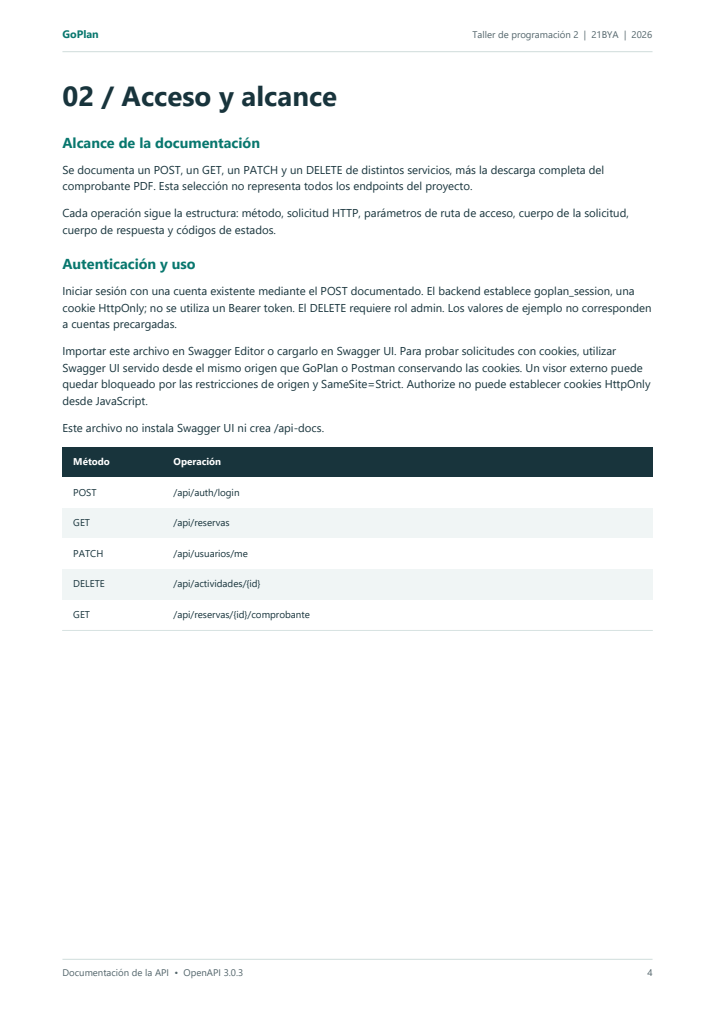 GoPlan
Taller de programación 2 | 21BYA | 2026
02 / Acceso y alcance
Alcance de la documentación
Se documenta un POST, un GET, un PATCH y un DELETE de distintos servicios, más la descarga completa del
comprobante PDF. Esta selección no representa todos los endpoints del proyecto.
Cada operación sigue la estructura: método, solicitud HTTP, parámetros de ruta de acceso, cuerpo de la solicitud,
cuerpo de respuesta y códigos de estados.
Autenticación y uso
Iniciar sesión con una cuenta existente mediante el POST documentado. El backend establece goplan_session, una
cookie HttpOnly; no se utiliza un Bearer token. El DELETE requiere rol admin. Los valores de ejemplo no corresponden
a cuentas precargadas.
Importar este archivo en Swagger Editor o cargarlo en Swagger UI. Para probar solicitudes con cookies, utilizar
Swagger UI servido desde el mismo origen que GoPlan o Postman conservando las cookies. Un visor externo puede
quedar bloqueado por las restricciones de origen y SameSite=Strict. Authorize no puede establecer cookies HttpOnly
desde JavaScript.
Este archivo no instala Swagger UI ni crea /api-docs.
Método Operación
POST /api/auth/login
GET /api/reservas
PATCH /api/usuarios/me
DELETE /api/actividades/{id}
GET /api/reservas/{id}/comprobante
Documentación de la API • OpenAPI 3.0.3
4